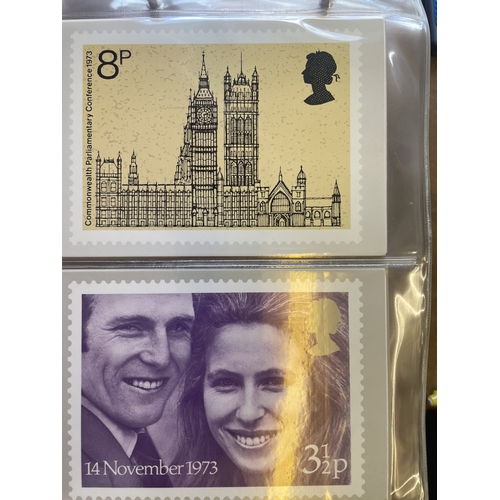 8P
Commonwealth Parliamentary Conference 1973
14 November 1973
3½p